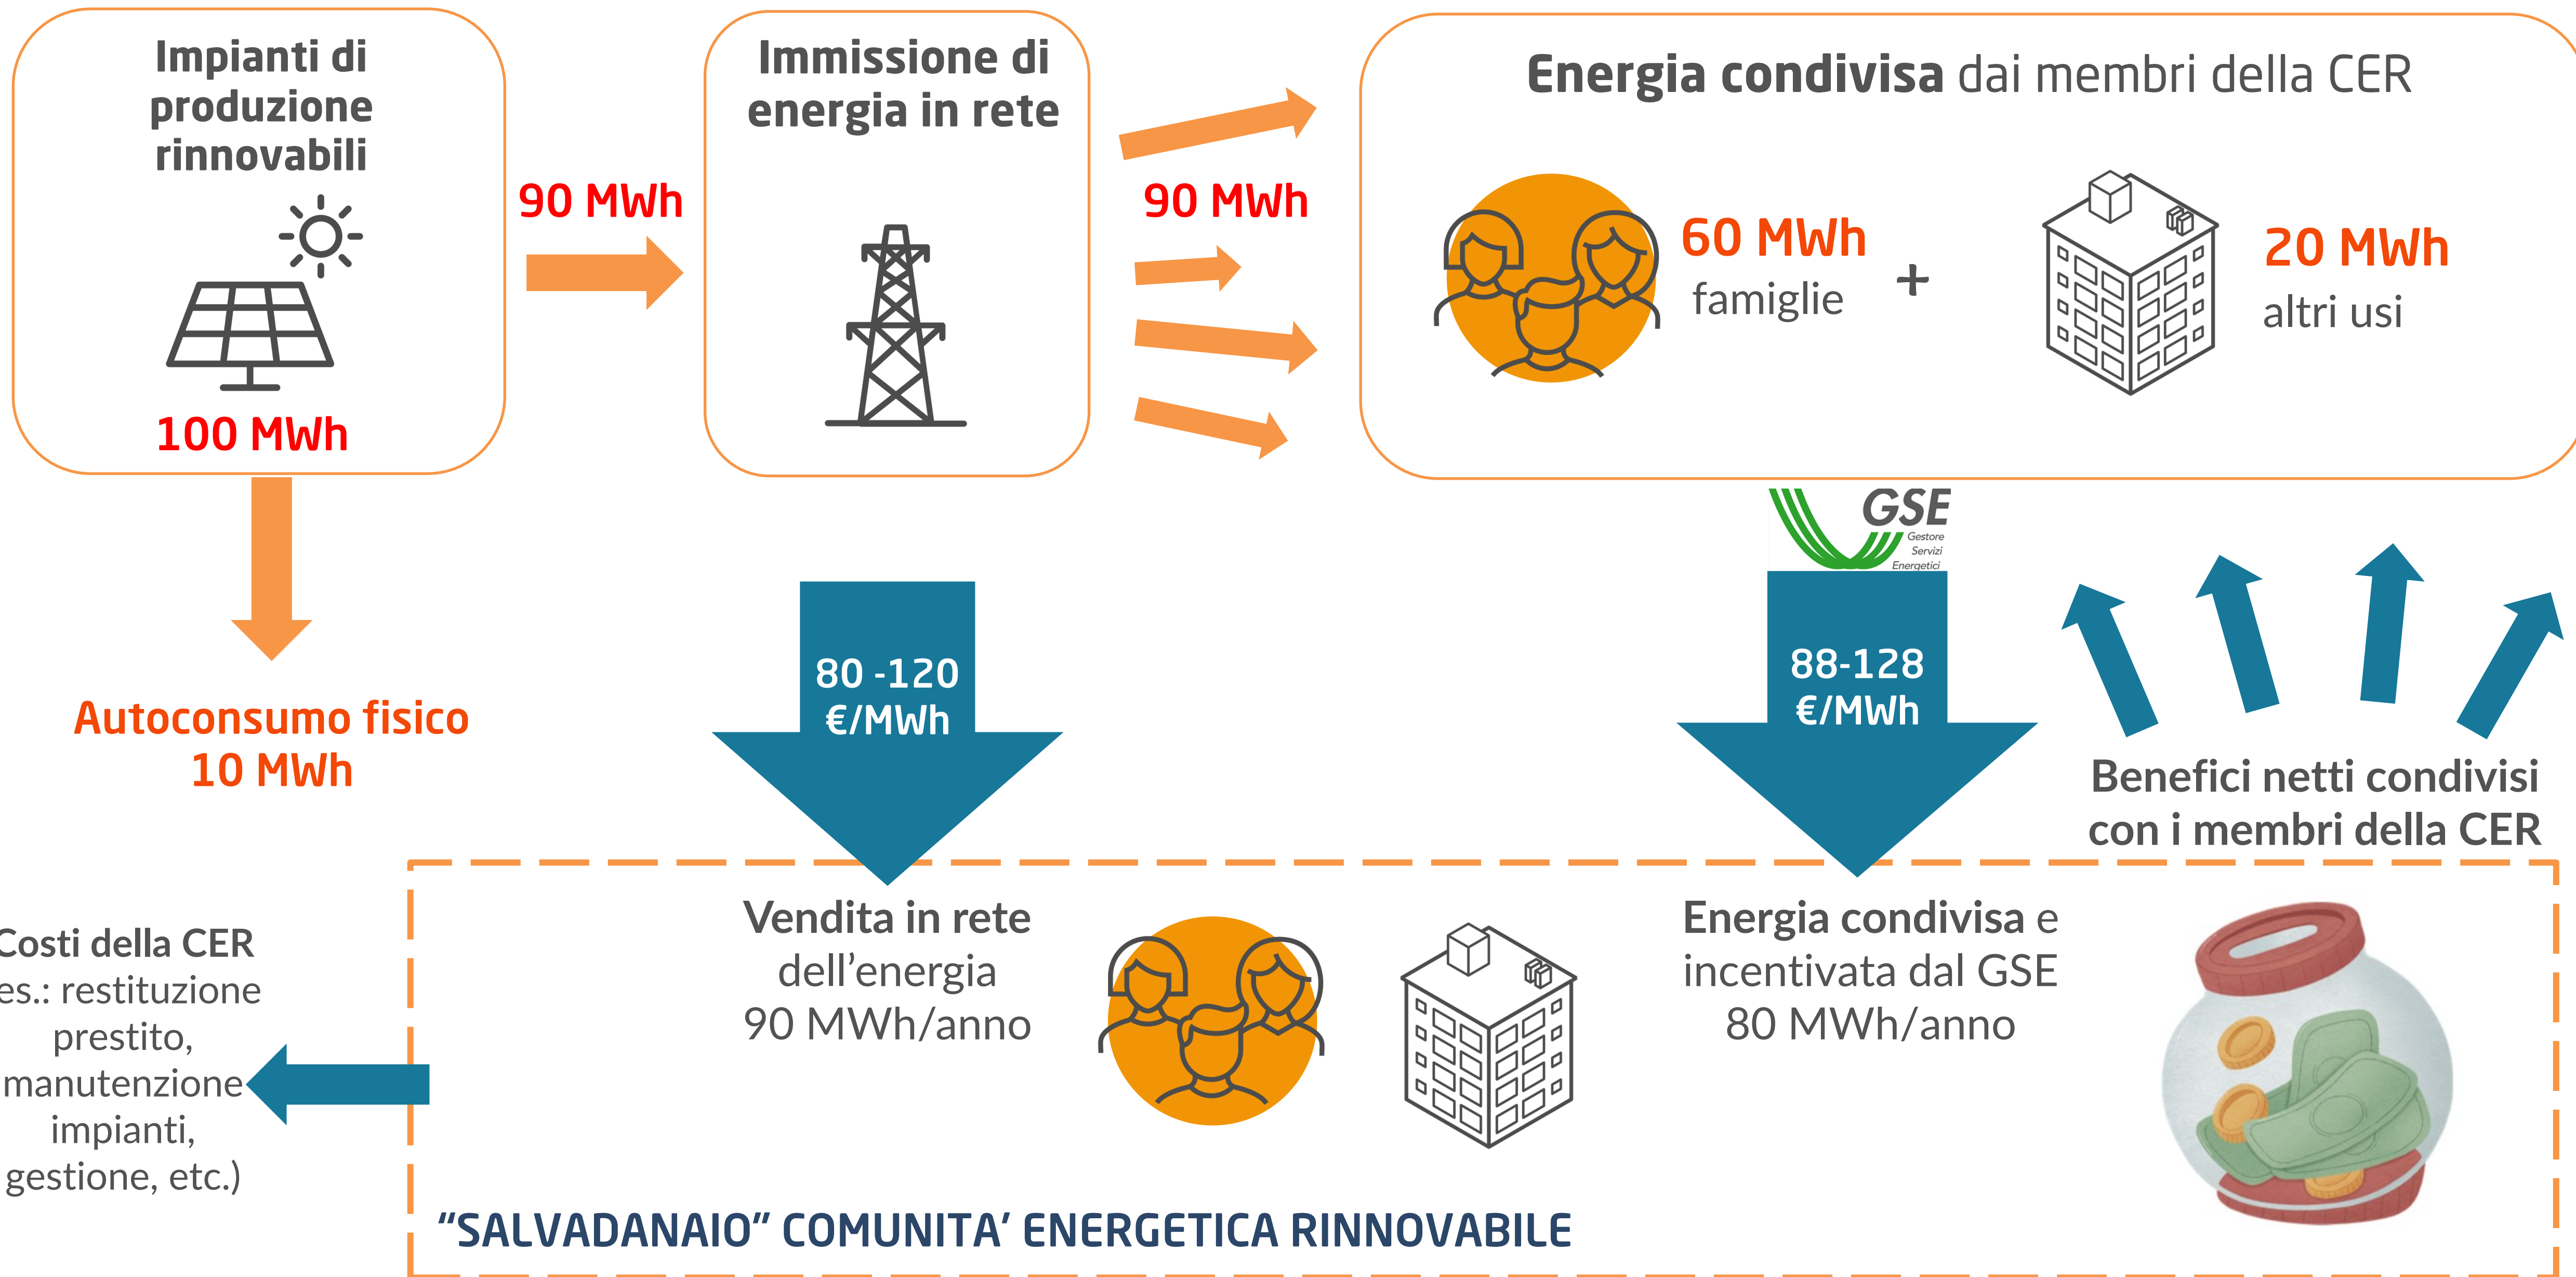 Impianti di
produzione
rinnovabili
100 MWh
90 MWh
Immissione di
energia in rete
90 MWh
Energia condivisa dai membri della CER
60 MWh
famiglie
+
20 MWh
altri usi
Autoconsumo fisico
10 MWh
80 -120
€/MWh
GSE
Gestore
Servizi
Energetici
88-128
€/MWh
Benefici netti condivisi
con i membri della CER
Costi della CER
es.: restituzione
prestito,
manutenzione
impianti,
gestione, etc.)
Vendita in rete
dell’energia
90 MWh/anno
Energia condivisa e
incentivata dal GSE
80 MWh/anno
“SALVADANAIO” COMUNITA’ ENERGETICA RINNOVABILE